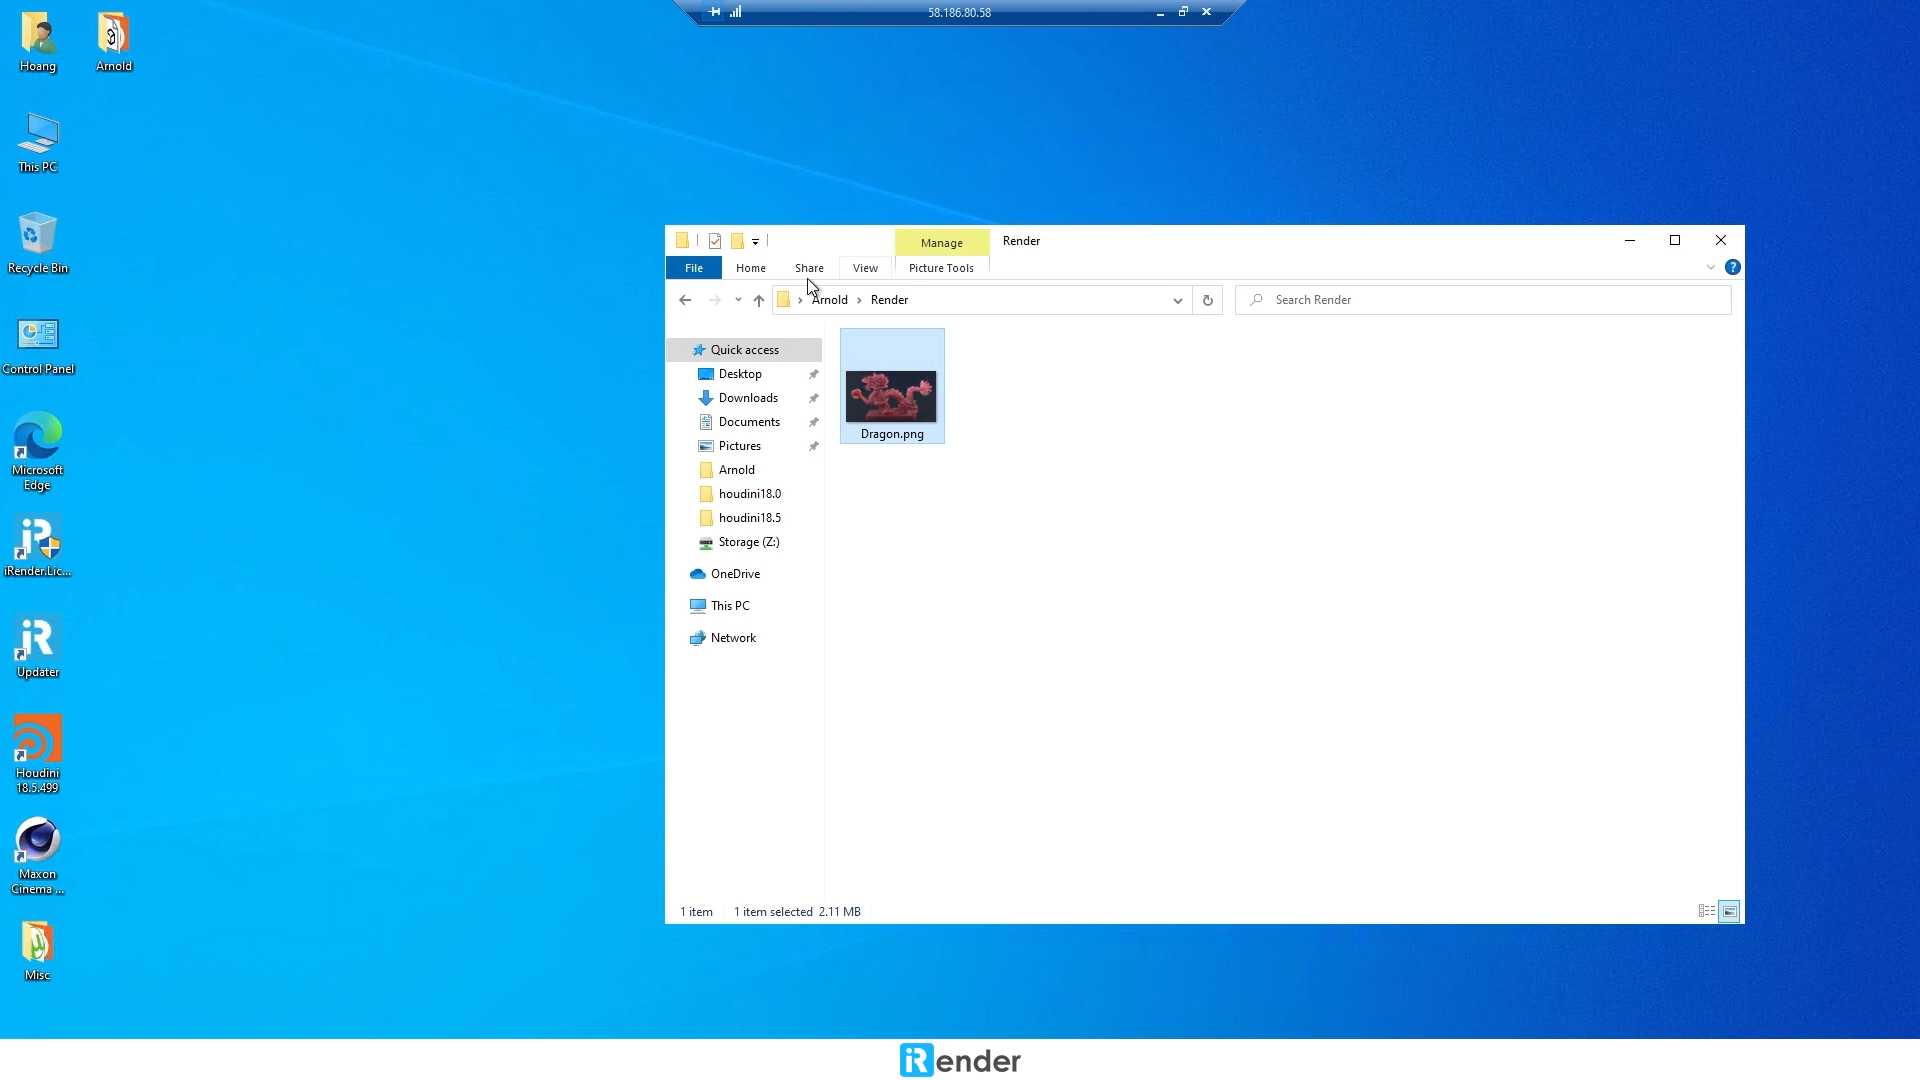 58.186.80.58
Hoang
Arnold
This PC
Recycle Bin
Control Panel
Microsoft
Edge
iRender.Lic...
Updater
Houdini
18.5.499
Maxon
Cinema ...
Misc
Manage
Render
File
Home
Share
View
Picture Tools
Arnold
Render
Search Render
Quick access
Desktop
Downloads
Documents
Pictures
Arnold
houdini18.0
houdini18.5
Storage (Z:)
OneDrive
This PC
Network
Dragon.png
1 item
1 item selected 2.11 MB
iRender